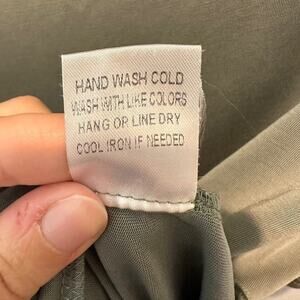 HAND WASH COLD
WASH WITH LIKE COLORS
HANG OR LINE DRY
COOL IRON IF NEEDED